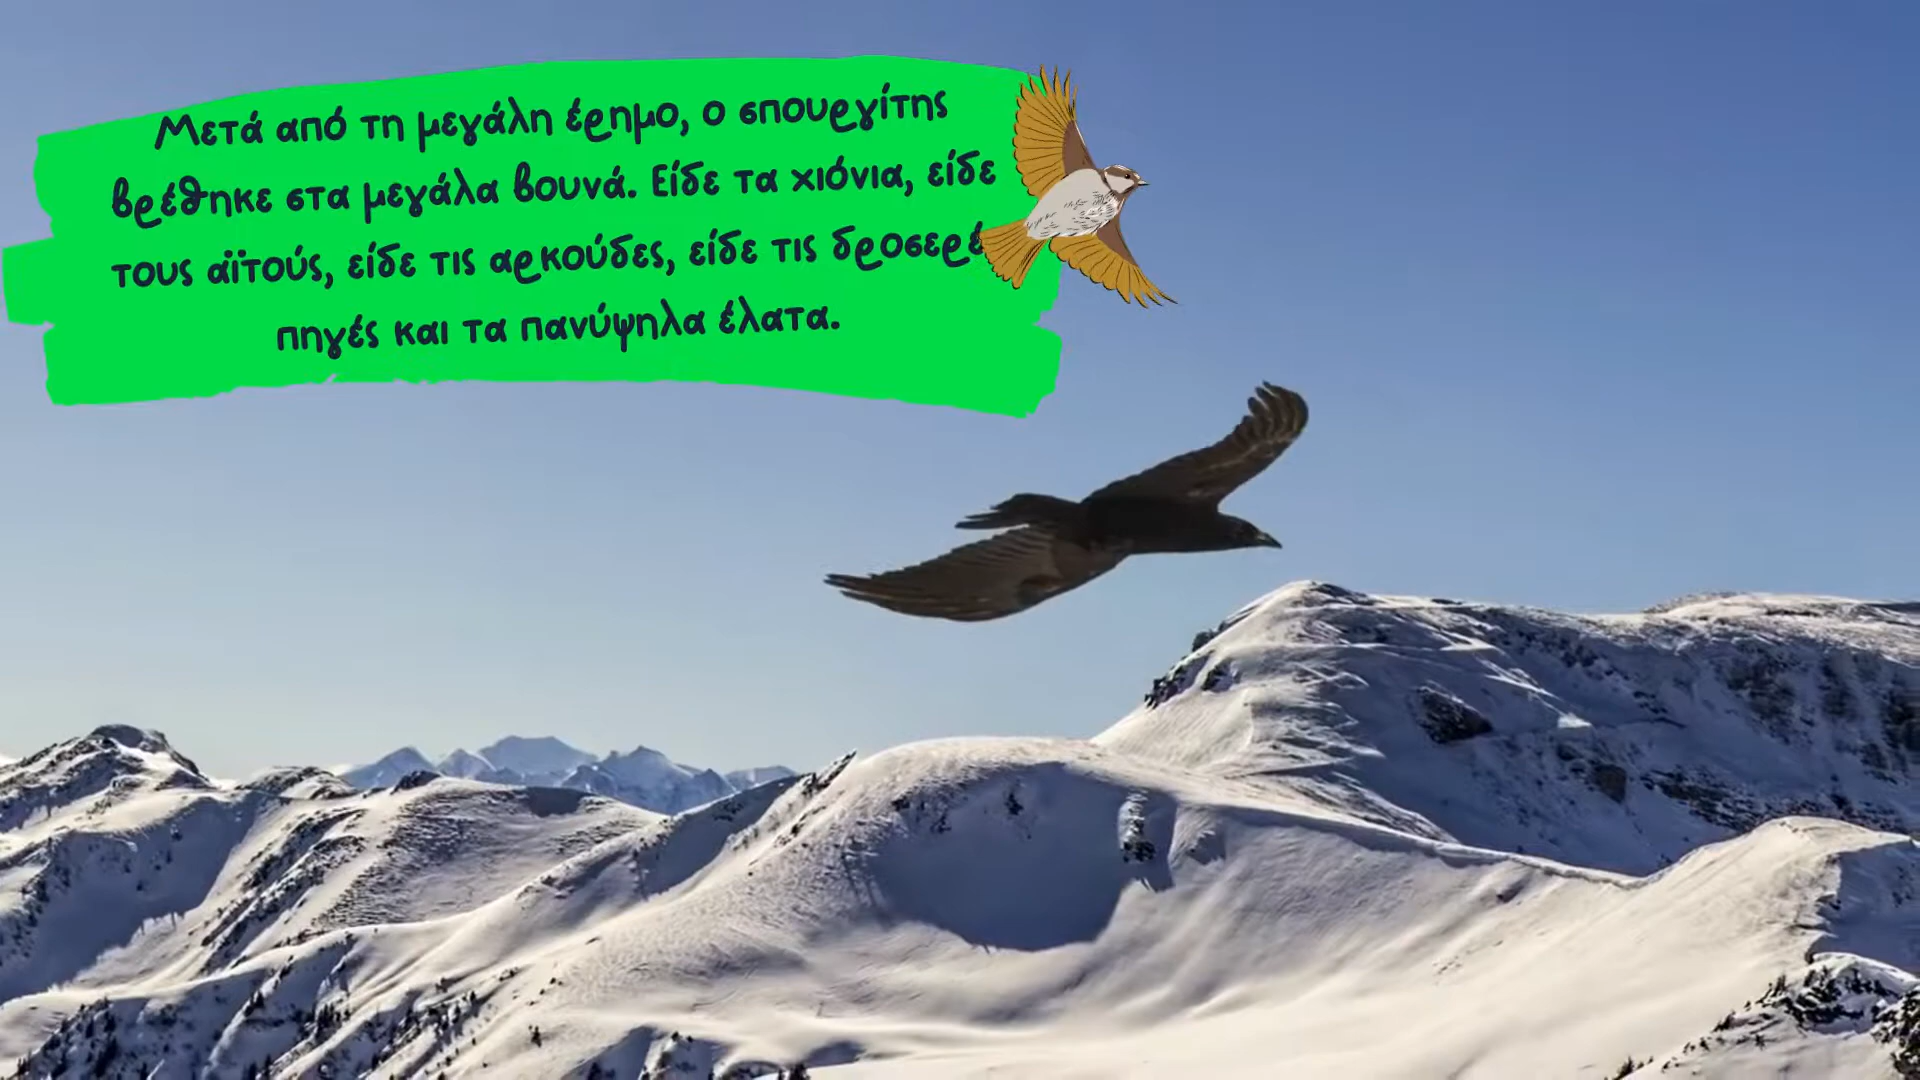 Μετά από τη μεγάλη έρημο, ο σπουργίτης
βρέθηκε στα μεγάλα βουνά. Είδε τα χιόνια, είδε
τους αϊτούς, είδε τις αρκούδες, είδε τις δροσερέ
πηγές και τα πανύψηλα έλατα.